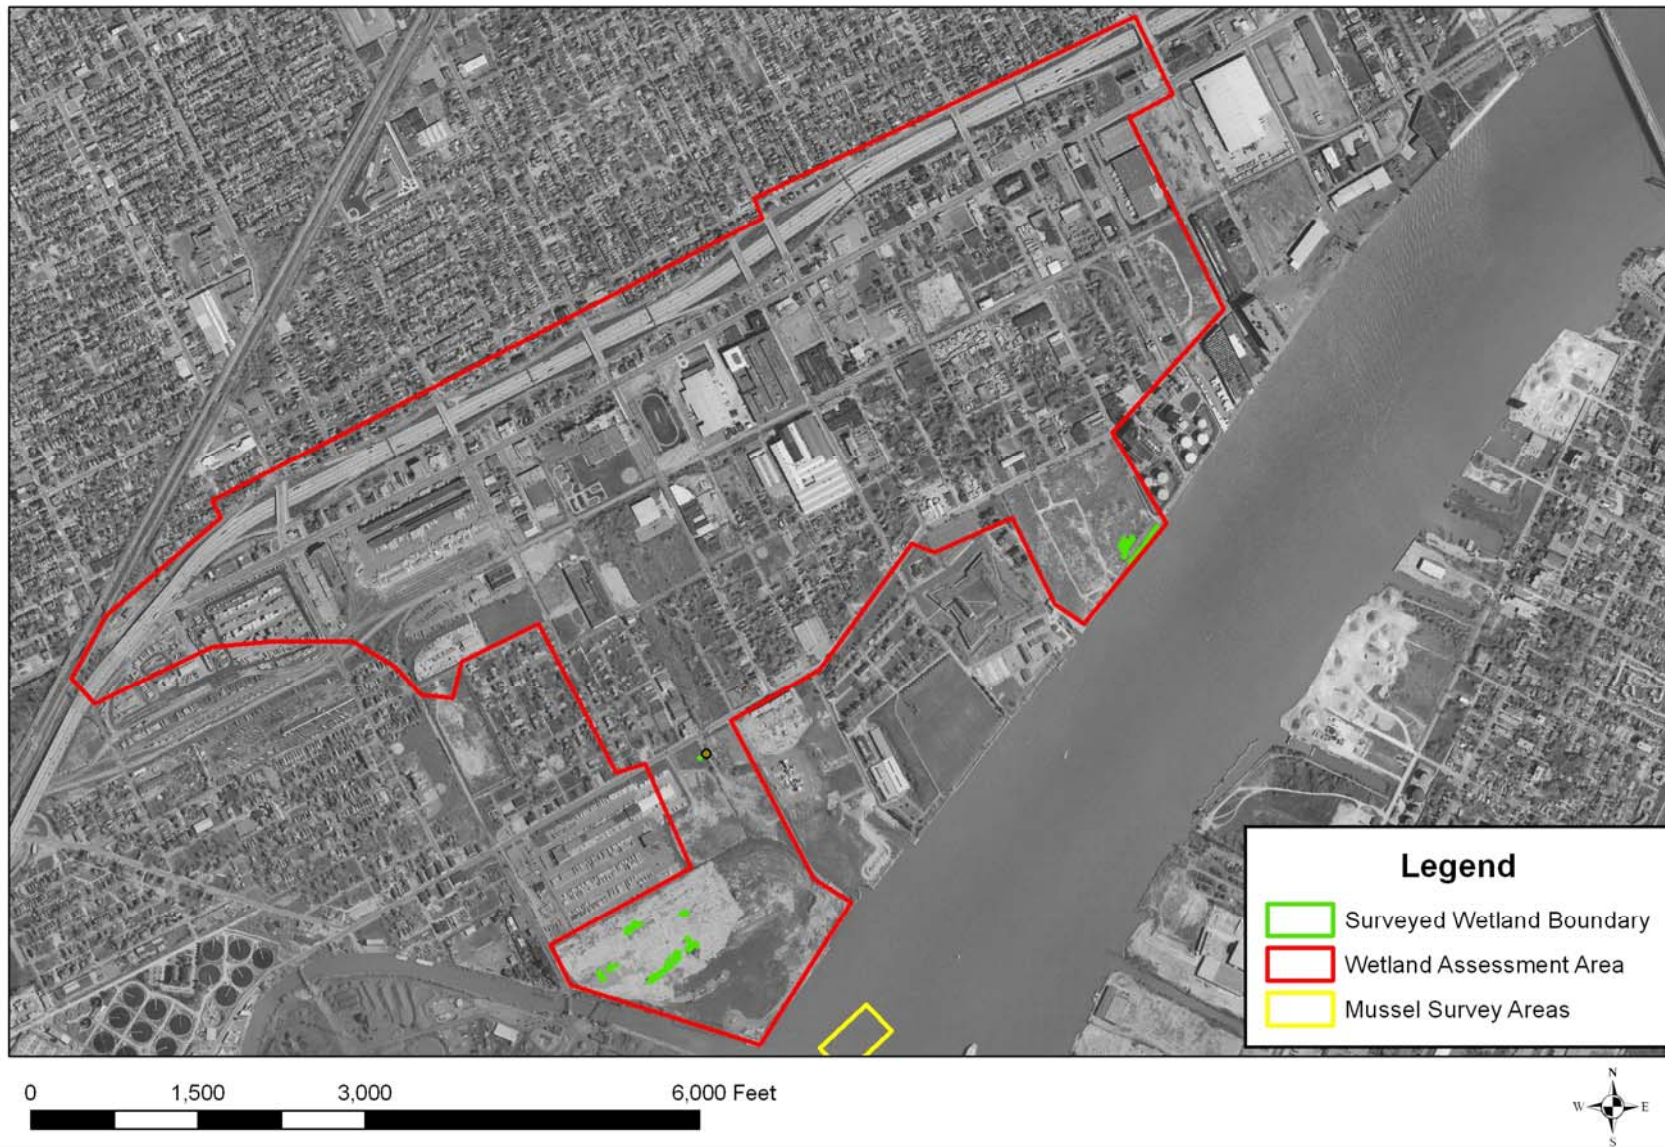 Legend
Surveyed Wetland Boundary
Wetland Assessment Area
Mussel Survey Areas
0 1,500 3,000 6,000 Feet
N
W E
S